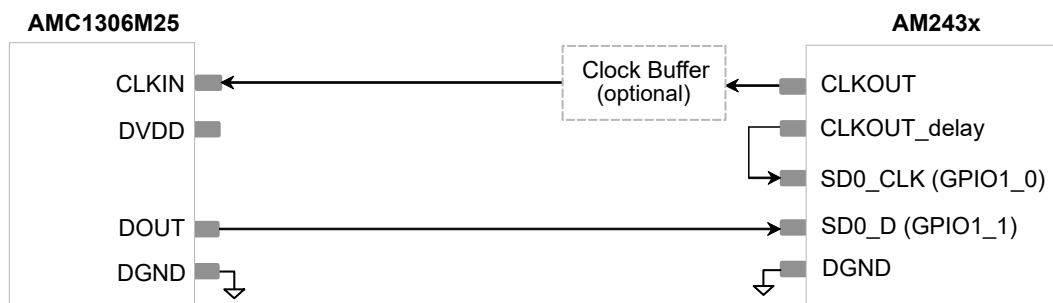 AMC1306M25
AM243x
CLKIN
DVDD
DOUT
DGND
Clock Buffer
(optional)
CLKOUT
CLKOUT_delay
SD0_CLK (GPIO1_0)
SD0_D (GPIO1_1)
DGND